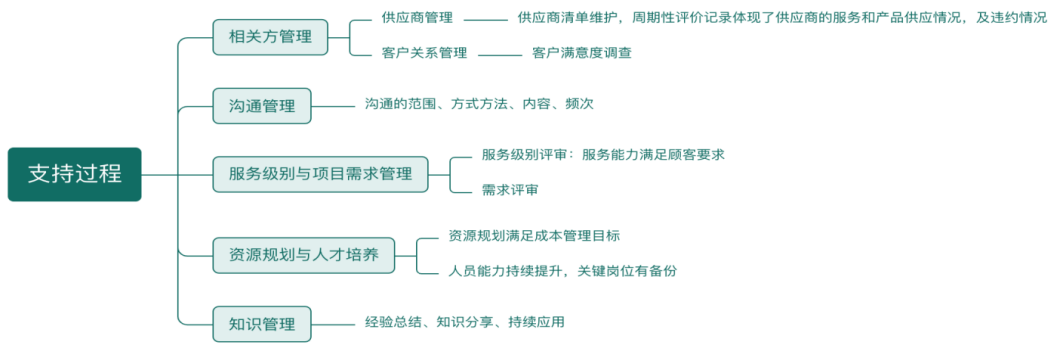 支持过程
相关方管理
供应商管理
供应商清单维护，周期性评价记录体现了供应商的服务和产品供应情况，及违约情况
客户关系管理
客户满意度调查
沟通管理
沟通的范围、方式方法、内容、频次
服务级别与项目需求管理
服务级别评审：服务能力满足顾客要求
需求评审
资源规划与人才培养
资源规划满足成本管理目标
人员能力持续提升，关键岗位有备份
知识管理
经验总结、知识分享、持续应用